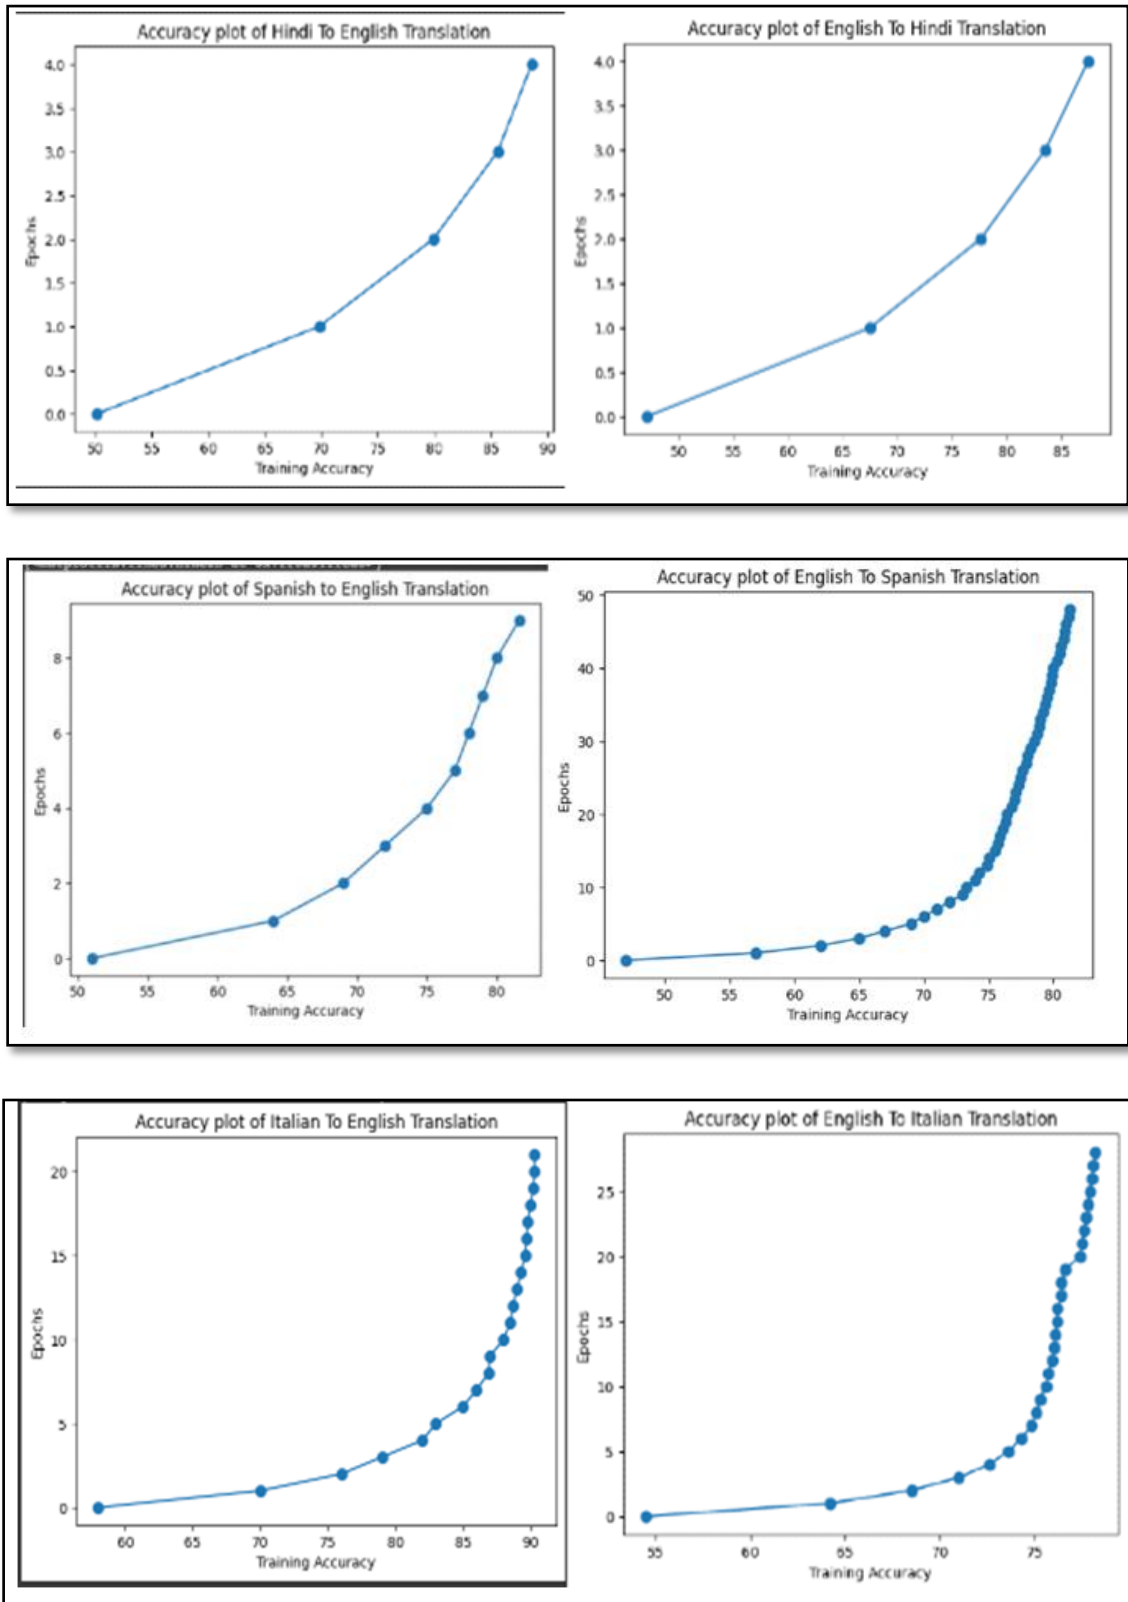 Accuracy plot of Hindi To English Translation
4.0
3.5
3.0
2.5
2.0
1.5
1.0
0.5
0.0
Epochs
50 55 60 65 70 75 80 85 90
Training Accuracy
Accuracy plot of English To Hindi Translation
4.0
3.5
3.0
2.5
2.0
1.5
1.0
0.5
0.0
Epochs
50 55 60 65 70 75 80 85
Training Accuracy
Accuracy plot of Spanish to English Translation
8
6
4
2
0
Epochs
50 55 60 65 70 75 80
Training Accuracy
Accuracy plot of English To Spanish Translation
50
40
30
20
10
0
Epochs
50 55 60 65 70 75 80
Training Accuracy
Accuracy plot of Italian To English Translation
20
15
10
5
0
Epochs
60 65 70 75 80 85 90
Training Accuracy
Accuracy plot of English To Italian Translation
25
20
15
10
5
0
Epochs
55 60 65 70 75
Training Accuracy